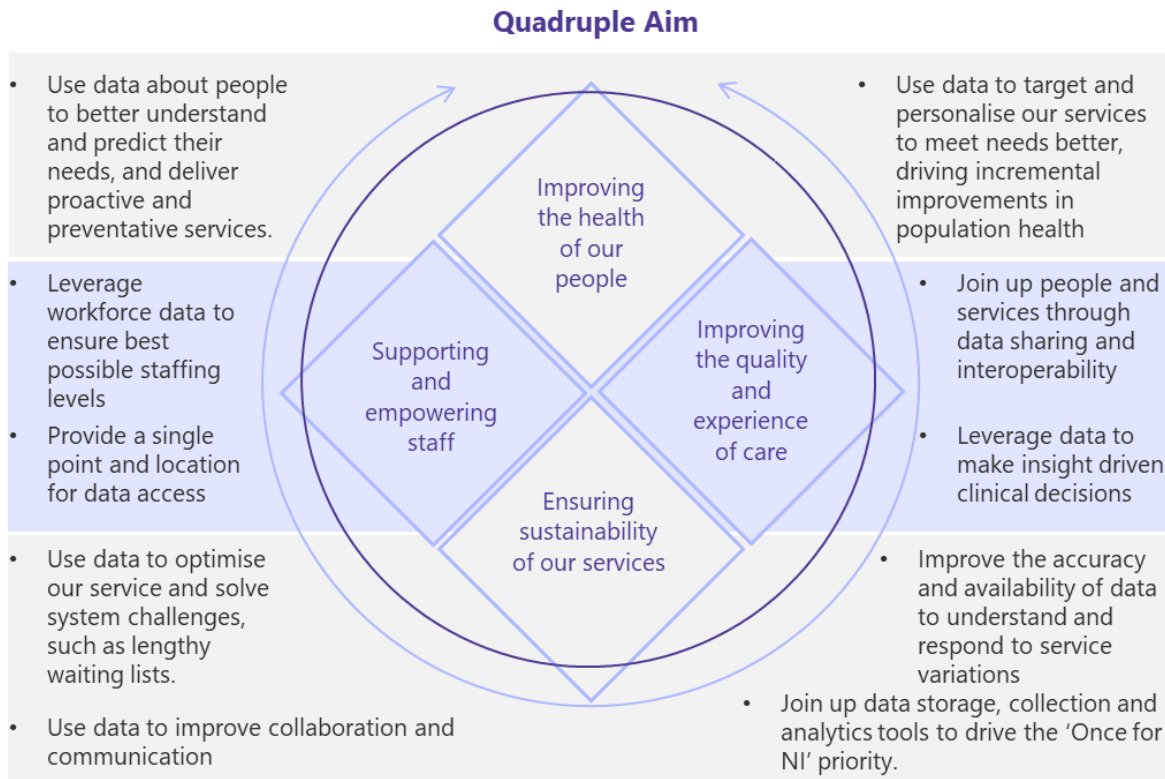 Quadruple Aim
• Use data about people
to better understand
and predict their
needs, and deliver
proactive and
preventative services.
Improving
the health
of our
people
• Use data to target and
personalise our services
to meet needs better,
driving incremental
improvements in
population health
• Leverage
workforce data to
ensure best
possible staffing
levels
• Provide a single
point and location
for data access
Supporting
and
empowering
staff
Improving
the quality
and
experience
of care
• Join up people and
services through
data sharing and
interoperability
• Leverage data to
make insight driven
clinical decisions
• Use data to optimise
our service and solve
system challenges,
such as lengthy
waiting lists.
• Use data to improve collaboration and
communication
Ensuring
sustainability
of our services
• Improve the accuracy
and availability of data
to understand and
respond to service
variations
• Join up data storage, collection and
analytics tools to drive the ‘Once for
NI’ priority.